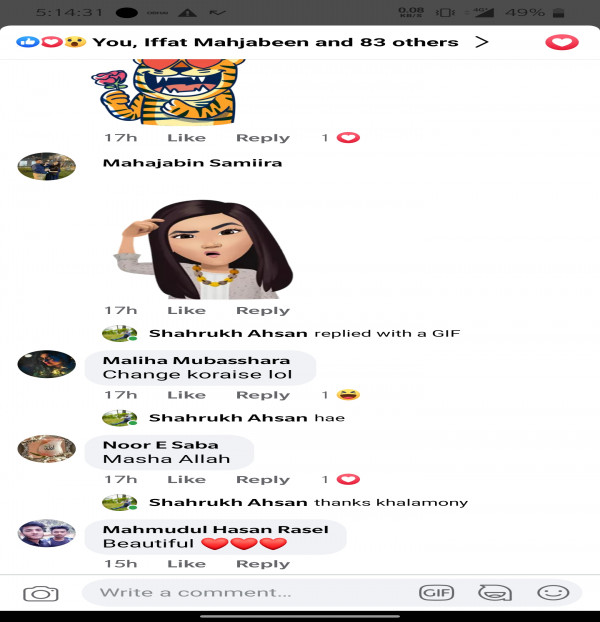 5:14:31
0.08
KB/S
4G
49%
You, Iffat Mahjabeen and 83 others >
17h Like Reply 1
Mahajabin Samiira
17h Like Reply
Shahrukh Ahsan replied with a GIF
Maliha Mubasshara
Change koraise lol
17h Like Reply 1
Shahrukh Ahsan hae
Noor E Saba
Masha Allah
17h Like Reply 1
Shahrukh Ahsan thanks khalamony
Mahmudul Hasan Rasel
Beautiful ❤❤❤
15h Like Reply
Write a comment...
GIF